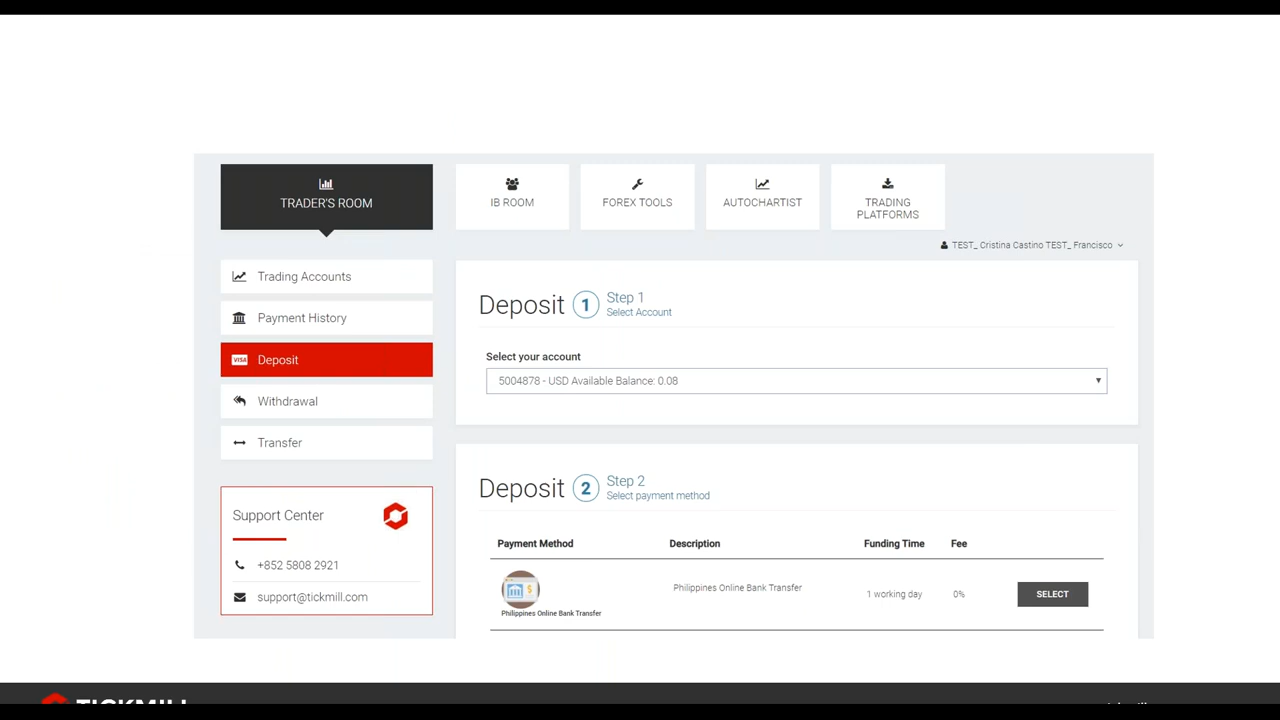 TRADER'S ROOM
IB ROOM
FOREX TOOLS
AUTOCHARTIST
TRADING
PLATFORMS
TEST_ Cristina Castino TEST_ Francisco
Trading Accounts
Payment History
VISA Deposit
Withdrawal
Transfer
Support Center
+852 5808 2921
support@tickmill.com
Deposit 1 Step 1
Select Account
Select your account
5004878 - USD Available Balance: 0.08
Deposit 2 Step 2
Select payment method
Payment Method Description Funding Time Fee
Philippines Online Bank Transfer
1 working day 0% SELECT
Philippines Online Bank Transfer
TICKMILL